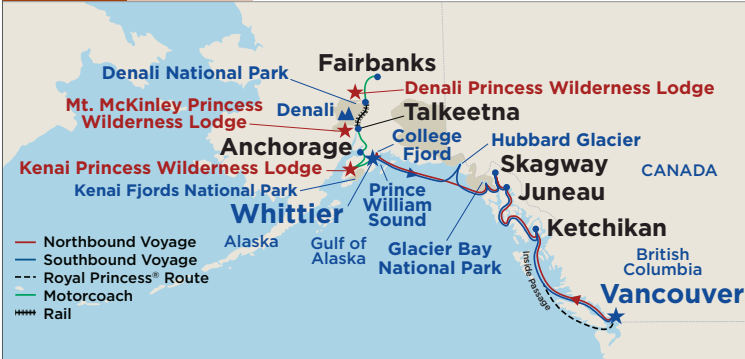 Fairbanks
Denali National Park
Denali Princess Wilderness Lodge
Mt. McKinley Princess
Wilderness Lodge
Denali
Talkeetna
College
Fjord
Hubbard Glacier
Anchorage
Skagway
CANADA
Kenai Princess Wilderness Lodge
Kenai Fjords National Park
Prince
William
Sound
Juneau
Whittier
Ketchikan
Alaska
Gulf of
Alaska
Glacier Bay
National Park
British
Columbia
Inside Passage
Vancouver
Northbound Voyage
Southbound Voyage
Royal Princess® Route
Motorcoach
Rail